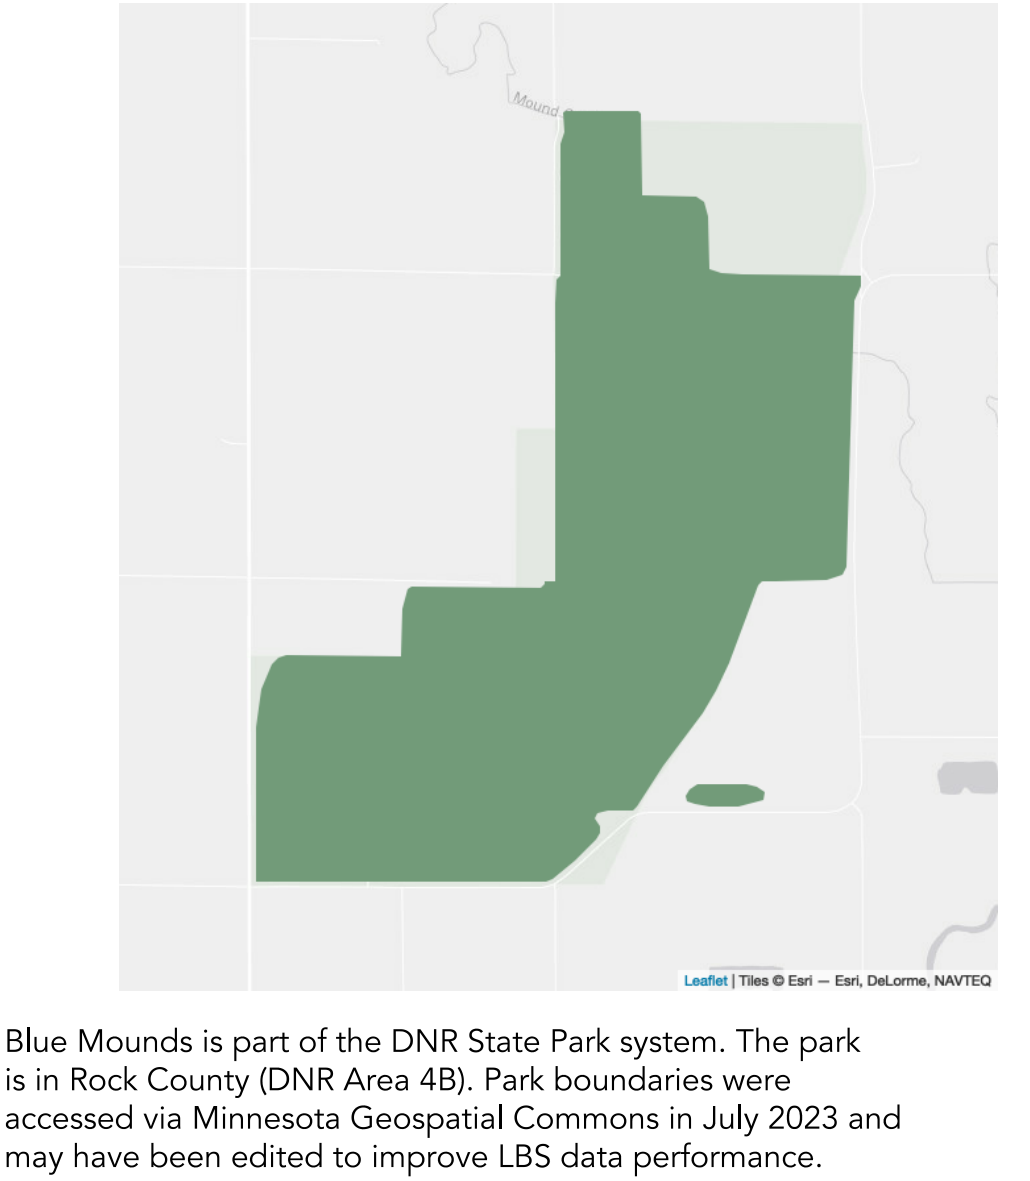 Mound
Leaflet | Tiles © Esri — Esri, DeLorme, NAVTEQ
Blue Mounds is part of the DNR State Park system. The park
is in Rock County (DNR Area 4B). Park boundaries were
accessed via Minnesota Geospatial Commons in July 2023 and
may have been edited to improve LBS data performance.